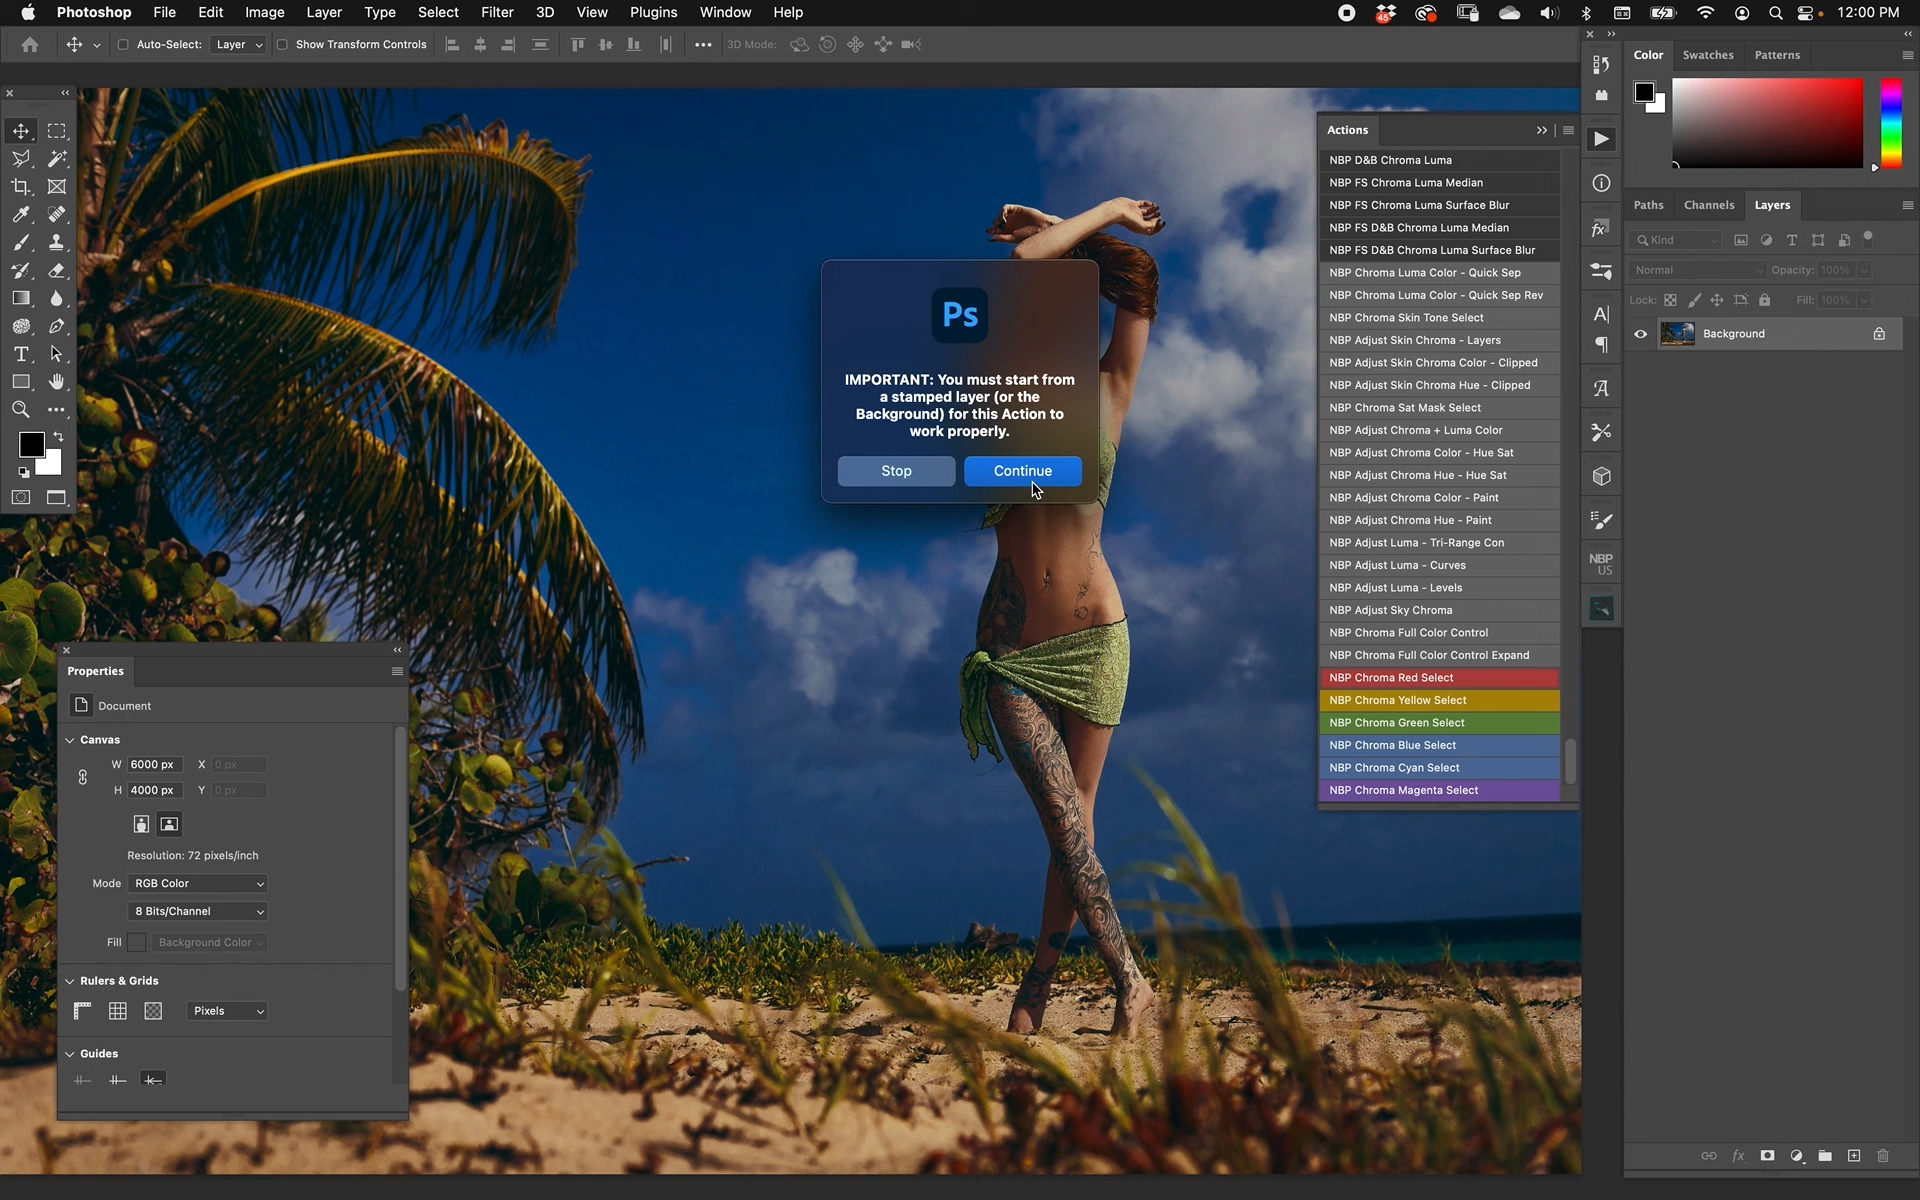 Photoshop File Edit Image Layer Type Select Filter 3D View Plugins Window Help 45 12:00 PM
Auto-Select: Layer Show Transform Controls 3D Mode:
Actions
NBP D&B Chroma Luma
NBP FS Chroma Luma Median
NBP FS Chroma Luma Surface Blur
NBP FS D&B Chroma Luma Median
NBP FS D&B Chroma Luma Surface Blur
NBP Chroma Luma Color - Quick Sep
NBP Chroma Luma Color - Quick Sep Rev
NBP Chroma Skin Tone Select
NBP Adjust Skin Chroma - Layers
NBP Adjust Skin Chroma Color - Clipped
NBP Adjust Skin Chroma Hue - Clipped
NBP Chroma Sat Mask Select
NBP Adjust Chroma + Luma Color
NBP Adjust Chroma Color - Hue Sat
NBP Adjust Chroma Hue - Hue Sat
NBP Adjust Chroma Color - Paint
NBP Adjust Chroma Hue - Paint
NBP Adjust Luma - Tri-Range Con
NBP Adjust Luma - Curves
NBP Adjust Luma - Levels
NBP Adjust Sky Chroma
NBP Chroma Full Color Control
NBP Chroma Full Color Control Expand
NBP Chroma Red Select
NBP Chroma Yellow Select
NBP Chroma Green Select
NBP Chroma Blue Select
NBP Chroma Cyan Select
NBP Chroma Magenta Select
Ps
IMPORTANT: You must start from
a stamped layer (or the
Background) for this Action to
work properly.
Stop Continue
Properties
Document
Canvas
W 6000 px X 0 px
H 4000 px Y 0 px
Resolution: 72 pixels/inch
Mode RGB Color
8 Bits/Channel
Fill Background Color
Rulers & Grids
Pixels
Guides
NBP
US
Color Swatches Patterns
Paths Channels Layers
Kind
Normal Opacity: 100%
Lock: Fill: 100%
Background